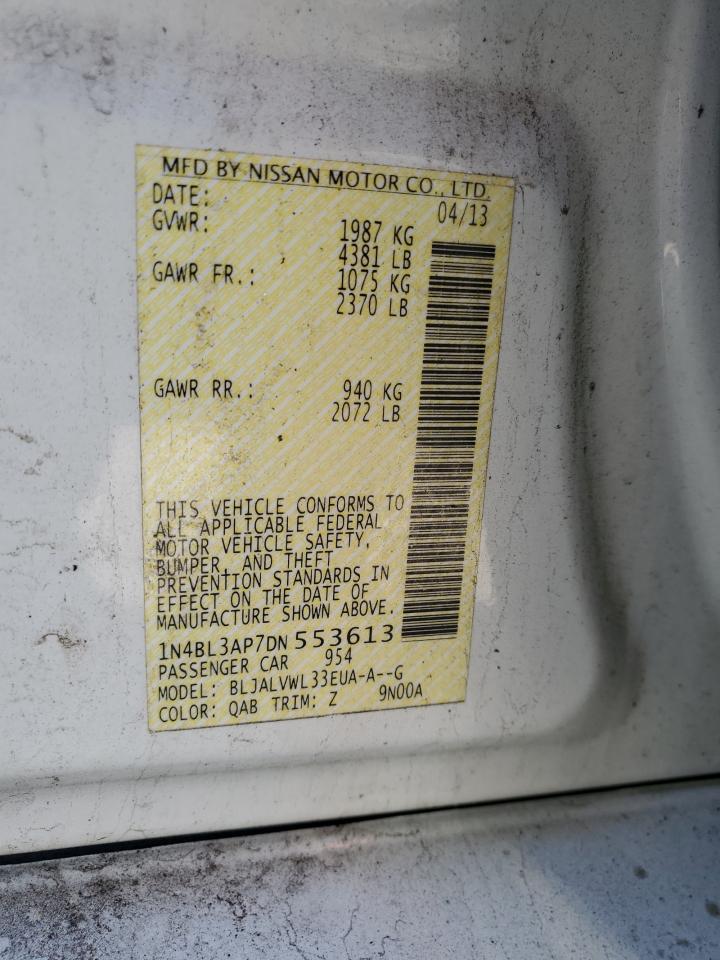 MFD BY NISSAN MOTOR CO., LTD.
DATE: 04/13
GVWR: 1987 KG
4381 LB
GAWR FR.: 1075 KG
2370 LB
GAWR RR.: 940 KG
2072 LB
THIS VEHICLE CONFORMS TO
ALL APPLICABLE FEDERAL
MOTOR VEHICLE SAFETY,
BUMPER, AND THEFT
PREVENTION STANDARDS IN
EFFECT ON THE DATE OF
MANUFACTURE SHOWN ABOVE.
1N4BL3AP7DN 553613
PASSENGER CAR 954
MODEL: BLJALVWL33EUA-A--G
COLOR: QAB TRIM: Z 9N00A